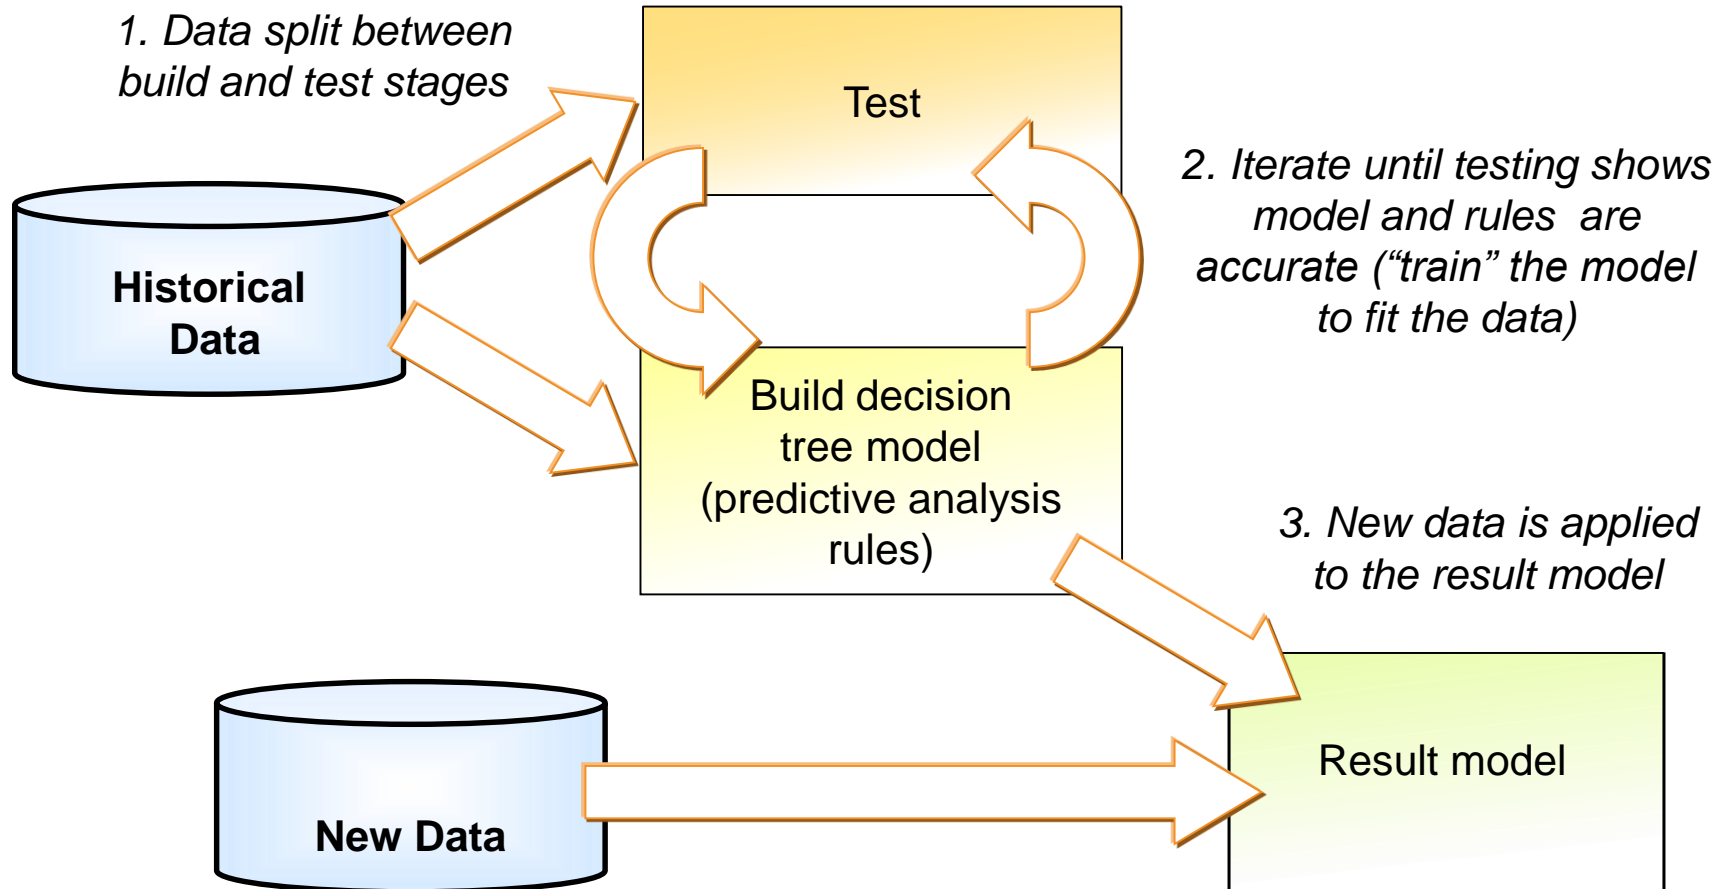 1. Data split between
build and test stages
Test
2. Iterate until testing shows
model and rules  are
accurate (“train” the model
to fit the data)
Historical
Data
Build decision
tree model
(predictive analysis
rules)
3. New data is applied
to the result model
Result model
New Data